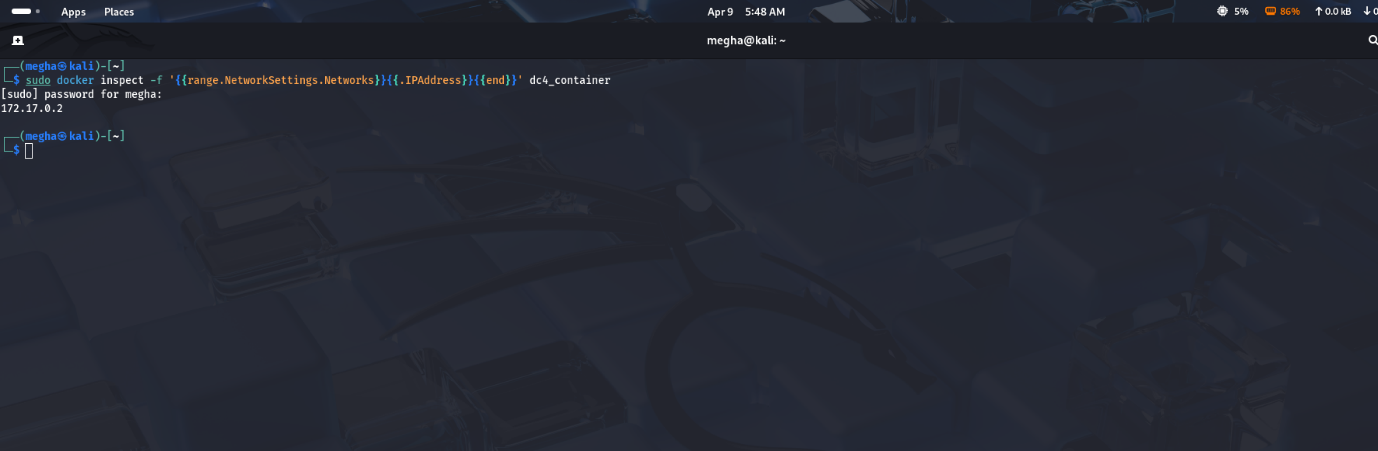 Apps Places Apr 9 5:48 AM 5% 86% 0.0 kB 0
megha@kali: ~
┌──(megha㉿kali)-[~]
└─$ sudo docker inspect -f '{{range.NetworkSettings.Networks}}{{.IPAddress}}{{end}}' dc4_container
[sudo] password for megha:
172.17.0.2
┌──(megha㉿kali)-[~]
└─$